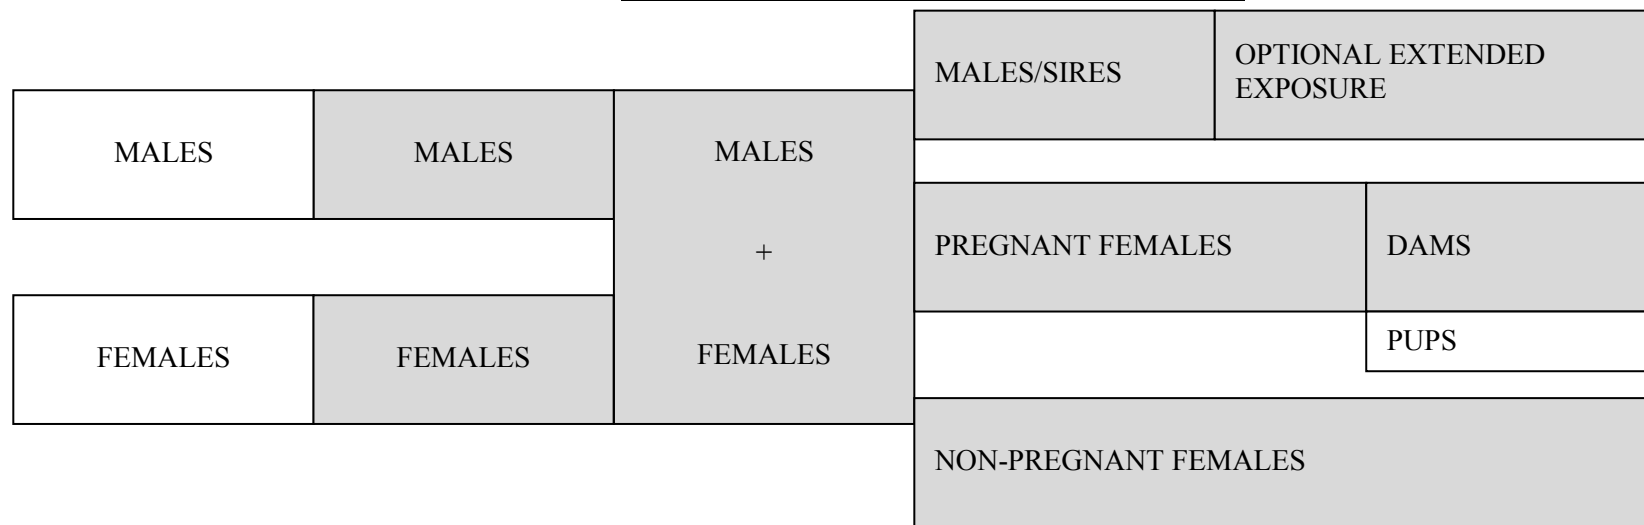 MALES/SIRES
OPTIONAL EXTENDED
EXPOSURE
MALES
MALES
MALES
PREGNANT FEMALES
DAMS
+
FEMALES
FEMALES
FEMALES
PUPS
NON-PREGNANT FEMALES